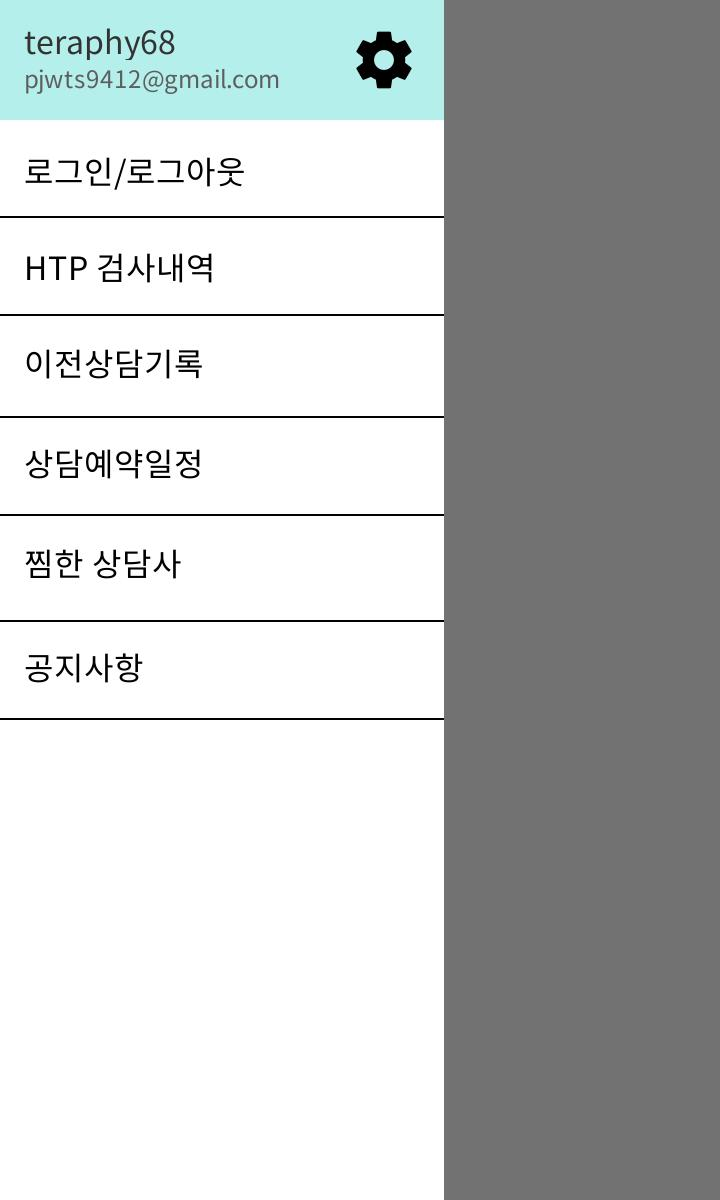 teraphy68
pjwts9412@gmail.com
로그인/로그아웃
HTP 검사내역
이전상담기록
상담예약일정
찜한 상담사
공지사항